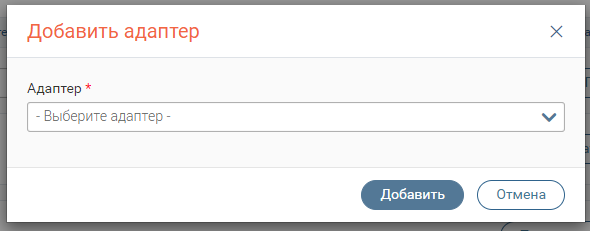 Добавить адаптер
Адаптер *
- Выберите адаптер -
Добавить
Отмена